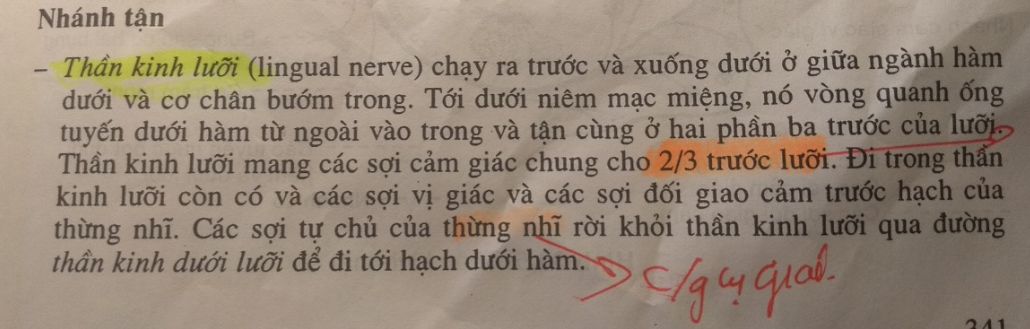 Nhánh tận
– Thần kinh lưỡi (lingual nerve) chạy ra trước và xuống dưới ở giữa ngành hàm
dưới và cơ chân bướm trong. Tới dưới niêm mạc miệng, nó vòng quanh ống
tuyến dưới hàm từ ngoài vào trong và tận cùng ở hai phần ba trước của lưỡi.
Thần kinh lưỡi mang các sợi cảm giác chung cho 2/3 trước lưỡi. Đi trong thần
kinh lưỡi còn có và các sợi vị giác và các sợi đối giao cảm trước hạch của
thừng nhĩ. Các sợi tự chủ của thừng nhĩ rời khỏi thần kinh lưỡi qua đường
thần kinh dưới lưỡi để đi tới hạch dưới hàm.
c/g
341